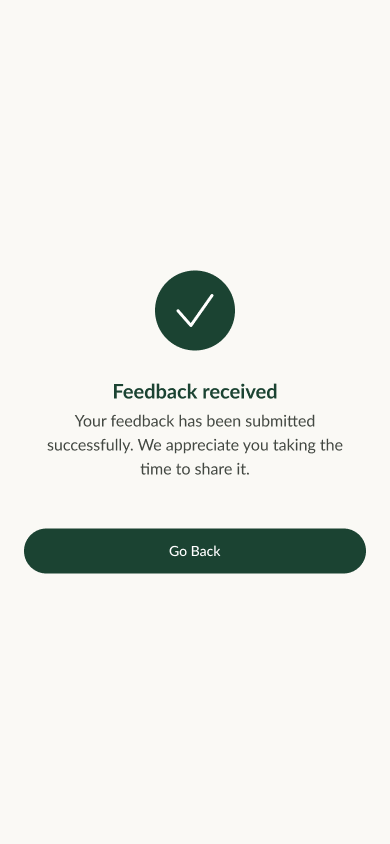 Feedback received
Your feedback has been submitted
successfully. We appreciate you taking the
time to share it.
Go Back